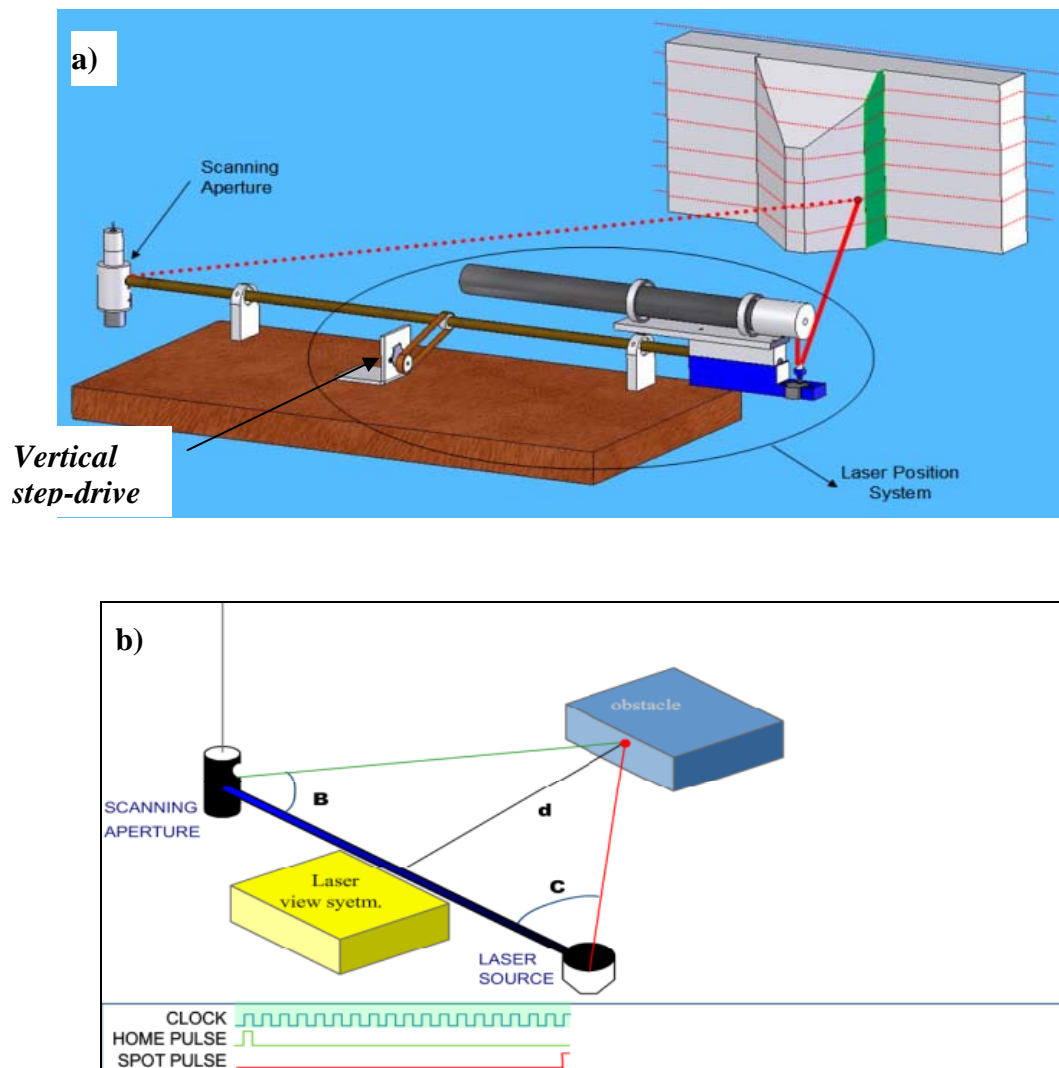 a)
Scanning
Aperture
Vertical
step-drive
Laser Position
System
b)
obstacle
B
SCANNING
APERTURE
d
Laser
view syetm.
C
LASER
SOURCE
CLOCK
HOME PULSE
SPOT PULSE